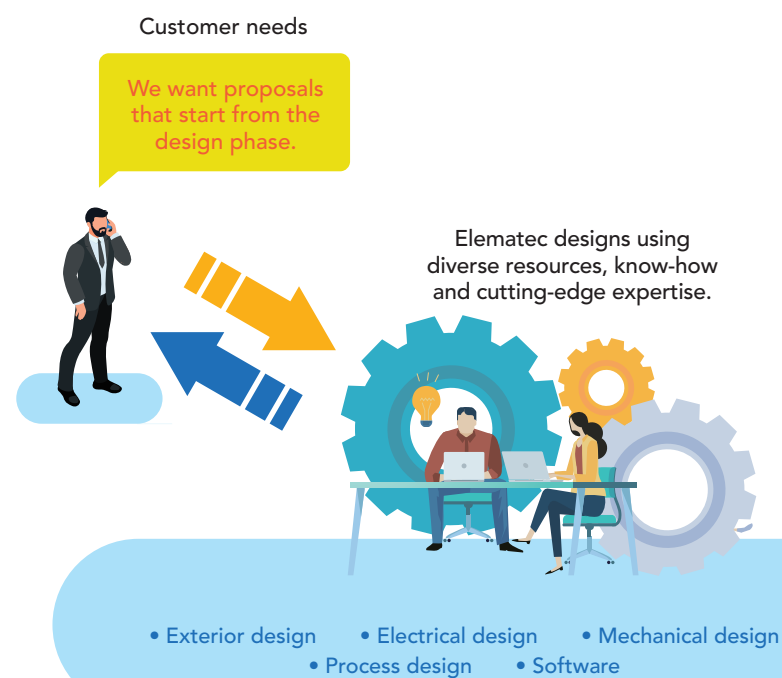 Customer needs
We want proposals
that start from the
design phase.
Elematec designs using
diverse resources, know-how
and cutting-edge expertise.
• Exterior design • Electrical design • Mechanical design
• Process design • Software